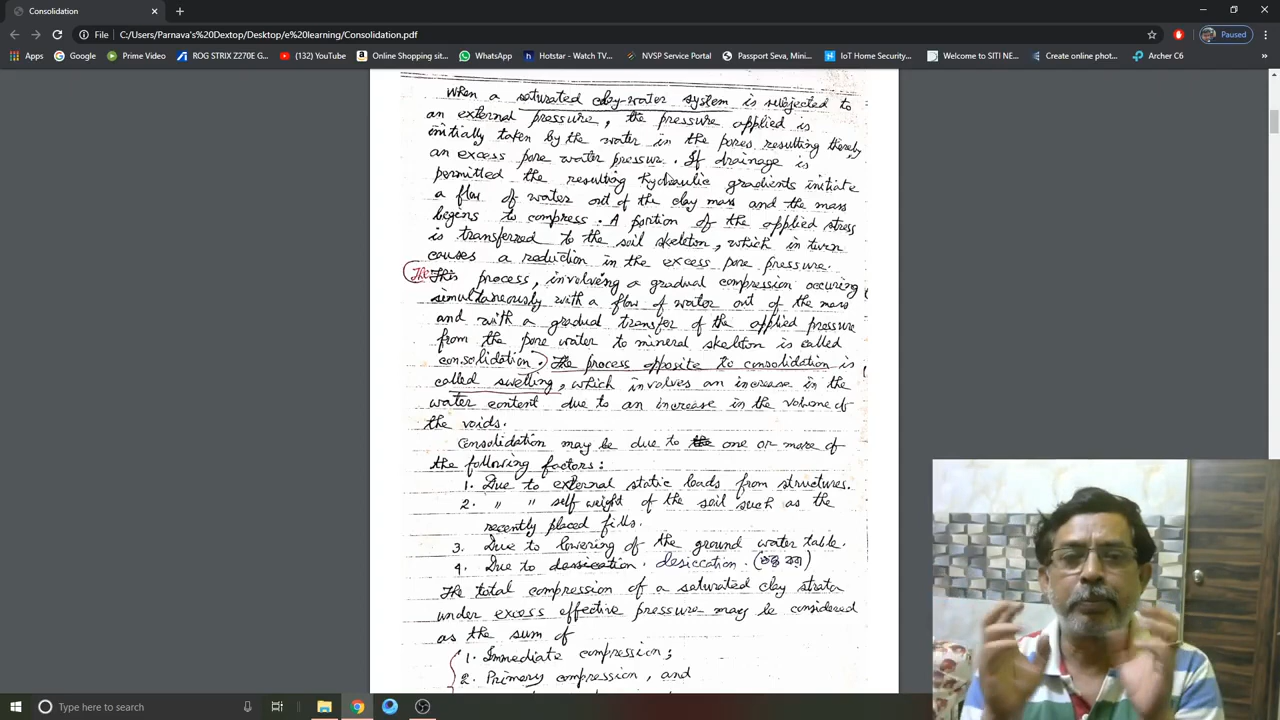 Consolidation
File
C:/Users/Parnava's%20Dextop/Desktop/e%20learning/Consolidation.pdf
Paused
Apps
Google
Prime Video
ROG STRIX Z270E G...
(132) YouTube
Online Shopping sit...
WhatsApp
Hotstar - Watch TV...
NVSP Service Portal
Passport Seva, Mini...
IoT Home Security...
Welcome to SITI NE...
Create online photo...
Archer C6
When a saturated clay-water system is subjected to
an external pressure, the pressure applied is
initially taken by the water in the pores resulting thereby
an excess pore water pressur. If drainage is
permitted the resulting hydraulic gradients initiate
a flow of water out of the clay mass and the mass
begins to compress. A portion of the applied stress
is transferred to the soil skeleton, which in turn
causes a reduction in the excess pore pressure.
The This process, involving a gradual compression occuring
simultaneously with a flow of water out of the mass
and with a gradual transfer of the applied pressure
from the pore water to mineral skeleton is called
consolidation. The process opposite to consolidation is
called swelling, which involves an increase in the
water content due to an increase in the volume of
the voids.
Consolidation may be due to the one or more of
the following factors:
1. Due to external static loads from structures.
2. " " self weight of the soil such as the
recently placed fills.
3. Due to lowering of the ground water table.
4. Due to dessication. desiccation.
The total compression of a saturated clay strata
under excess effective pressure may be considered
as the sum of
1. Immediate compression;
2. Primary compression, and
Type here to search